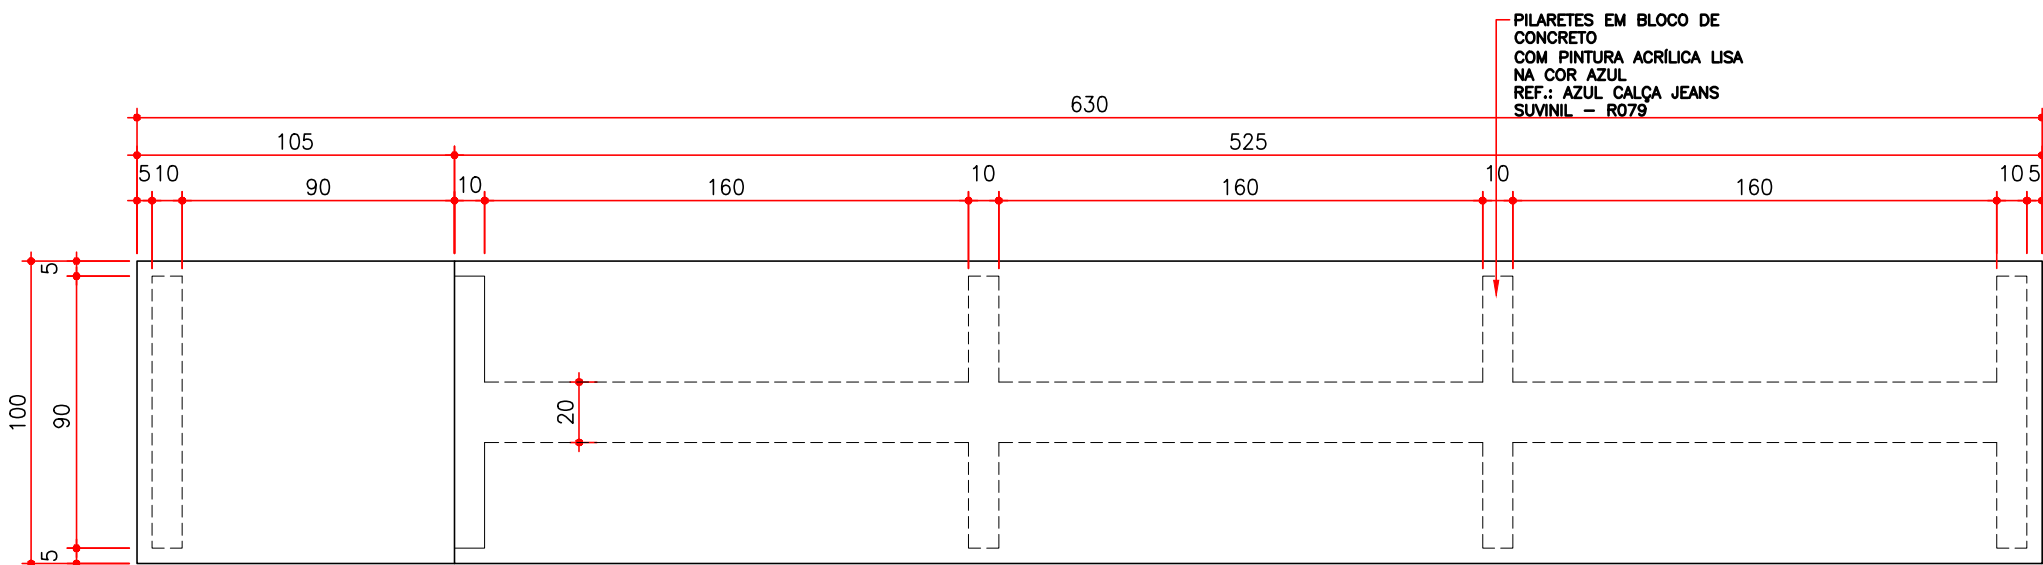 PILARETES EM BLOCO DE
CONCRETO
COM PINTURA ACRÍLICA LISA
NA COR AZUL
REF.: AZUL CALÇA JEANS
SUVINIL – R079
630
105
525
5 10
90
10
160
10
160
10
160
10 5
5
100
90
20
5